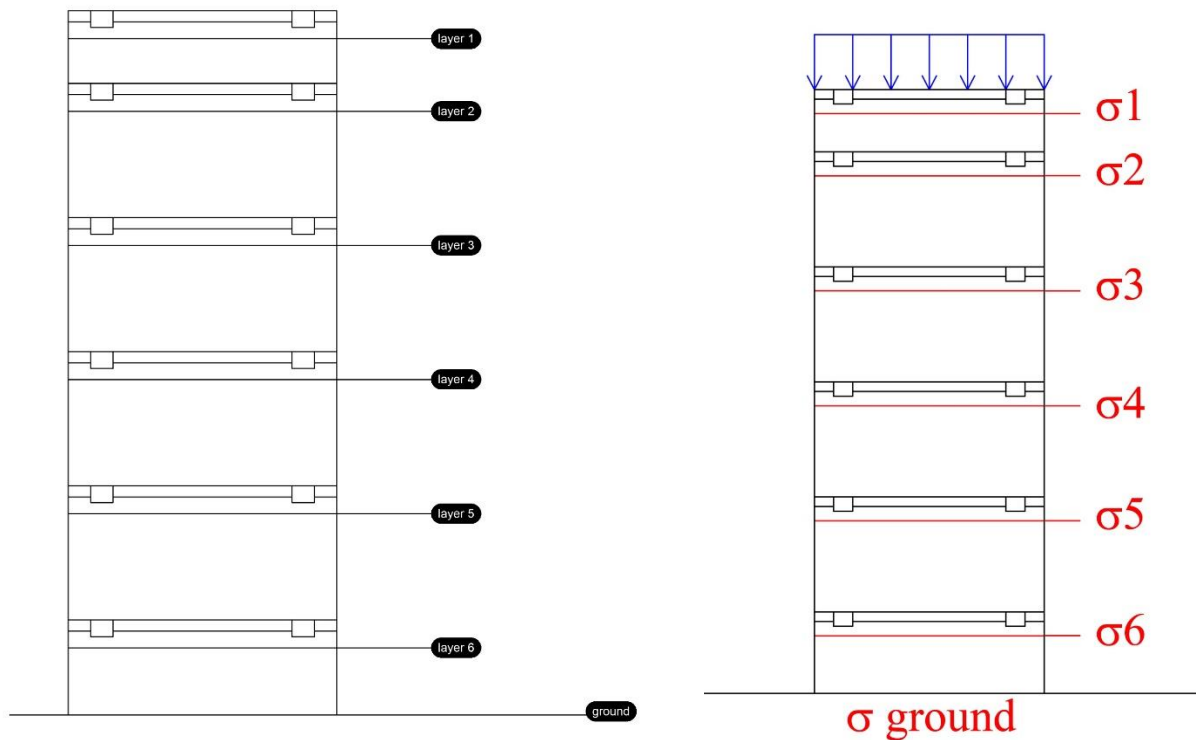 layer 1
layer 2
layer 3
layer 4
layer 5
layer 6
ground
σ1
σ2
σ3
σ4
σ5
σ6
σ ground